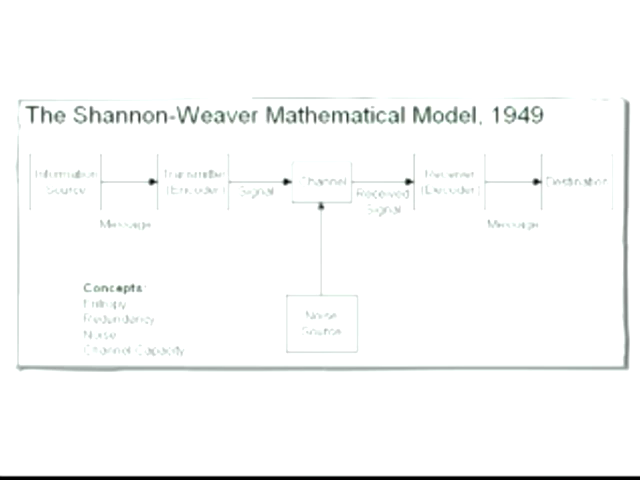 The Shannon-Weaver Mathematical Model, 1949
Information
Source
Transmitter
(Encoder)
Channel
Receiver
(Decoder)
Destination
Signal
Received
Signal
Message
Message
Concepts:
Entropy
Redundancy
Noise
Channel Capacity
Noise
Source